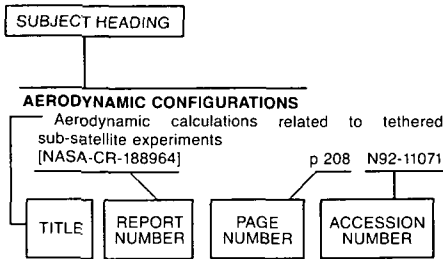 SUBJECT HEADING
AERODYNAMIC CONFIGURATIONS
Aerodynamic calculations related to tethered
sub-satellite experiments
[NASA-CR-188964] p 208 N92-11071
TITLE
REPORT
NUMBER
PAGE
NUMBER
ACCESSION
NUMBER